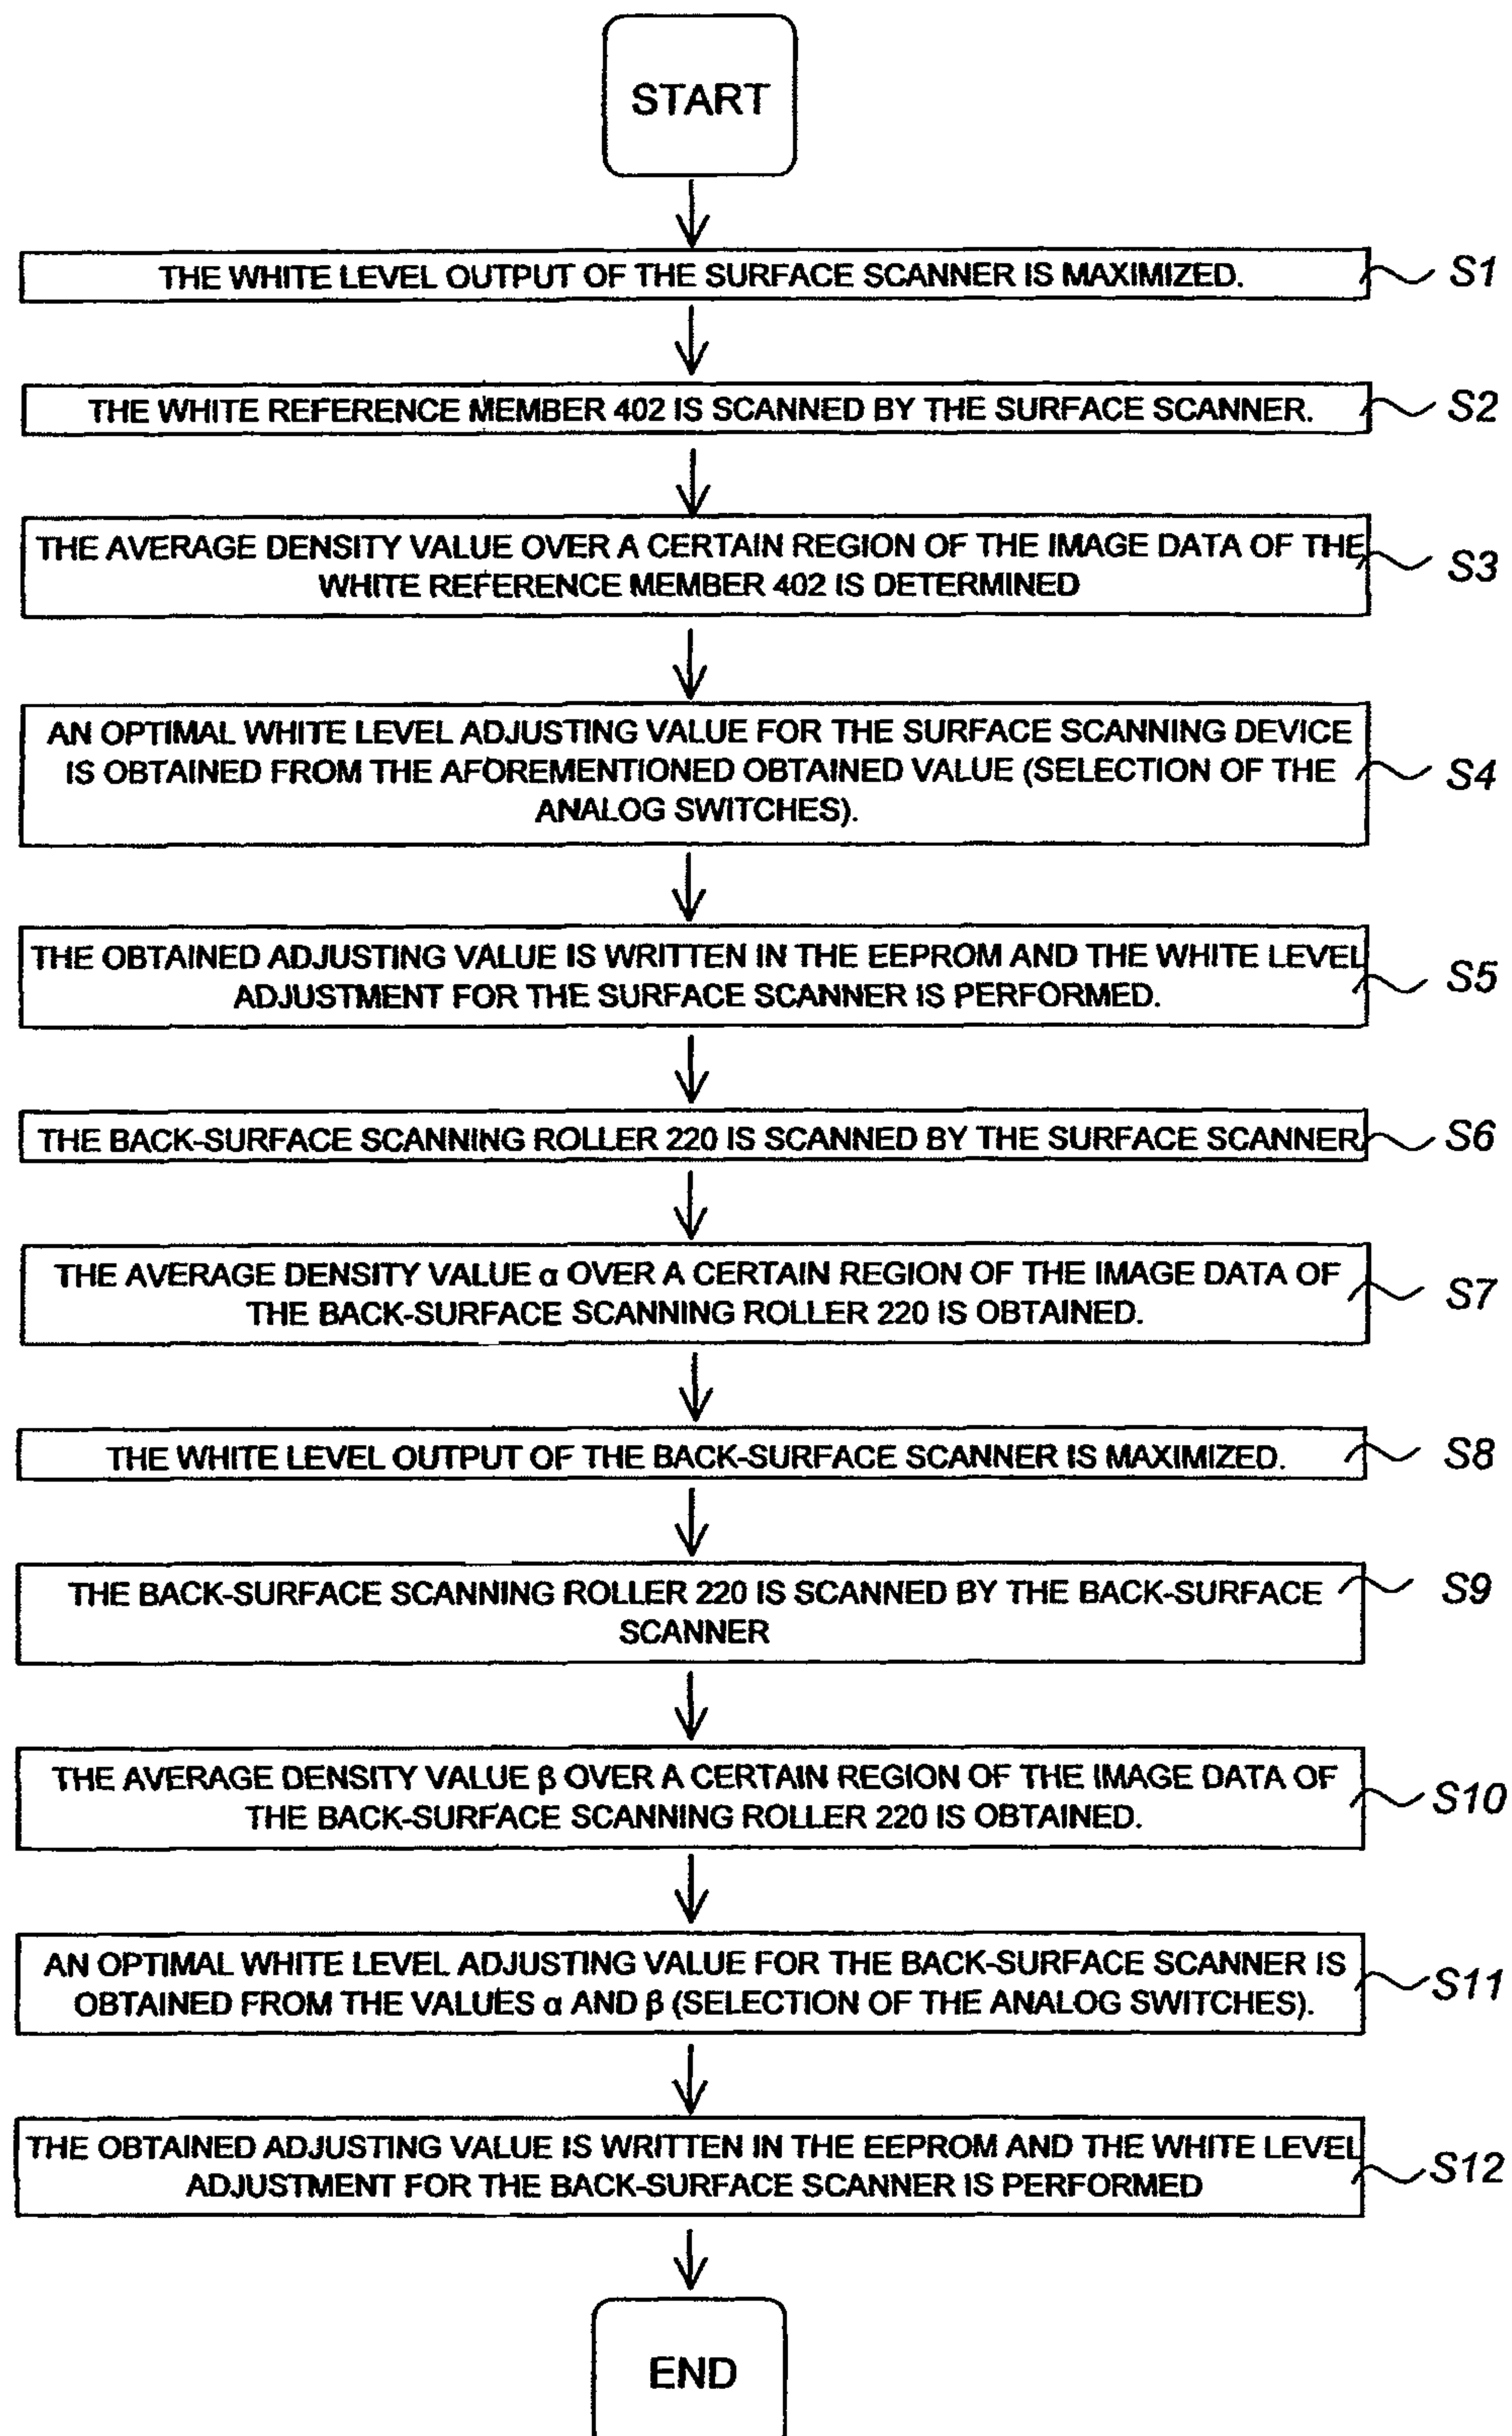 START
THE WHITE LEVEL OUTPUT OF THE SURFACE SCANNER IS MAXIMIZED.
S1
THE WHITE REFERENCE MEMBER 402 IS SCANNED BY THE SURFACE SCANNER.
S2
THE AVERAGE DENSITY VALUE OVER A CERTAIN REGION OF THE IMAGE DATA OF THE
WHITE REFERENCE MEMBER 402 IS DETERMINED
S3
AN OPTIMAL WHITE LEVEL ADJUSTING VALUE FOR THE SURFACE SCANNING DEVICE
IS OBTAINED FROM THE AFOREMENTIONED OBTAINED VALUE (SELECTION OF THE
ANALOG SWITCHES).
S4
THE OBTAINED ADJUSTING VALUE IS WRITTEN IN THE EEPROM AND THE WHITE LEVEL
ADJUSTMENT FOR THE SURFACE SCANNER IS PERFORMED.
S5
THE BACK-SURFACE SCANNING ROLLER 220 IS SCANNED BY THE SURFACE SCANNER.
S6
THE AVERAGE DENSITY VALUE α OVER A CERTAIN REGION OF THE IMAGE DATA OF
THE BACK-SURFACE SCANNING ROLLER 220 IS OBTAINED.
S7
THE WHITE LEVEL OUTPUT OF THE BACK-SURFACE SCANNER IS MAXIMIZED.
S8
THE BACK-SURFACE SCANNING ROLLER 220 IS SCANNED BY THE BACK-SURFACE
SCANNER
S9
THE AVERAGE DENSITY VALUE β OVER A CERTAIN REGION OF THE IMAGE DATA OF
THE BACK-SURFACE SCANNING ROLLER 220 IS OBTAINED.
S10
AN OPTIMAL WHITE LEVEL ADJUSTING VALUE FOR THE BACK-SURFACE SCANNER IS
OBTAINED FROM THE VALUES α AND β (SELECTION OF THE ANALOG SWITCHES).
S11
THE OBTAINED ADJUSTING VALUE IS WRITTEN IN THE EEPROM AND THE WHITE LEVEL
ADJUSTMENT FOR THE BACK-SURFACE SCANNER IS PERFORMED
S12
END